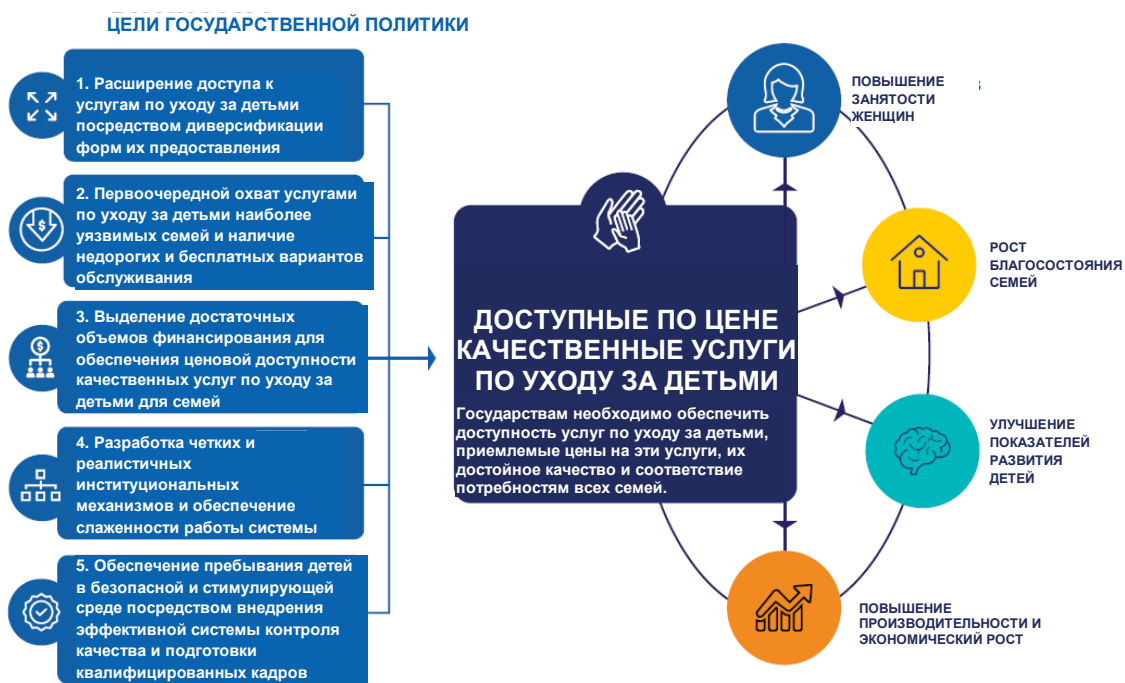 ЦЕЛИ ГОСУДАРСТВЕННОЙ ПОЛИТИКИ
1. Расширение доступа к
услугам по уходу за детьми
посредством диверсификации
форм их предоставления
2. Первоочередной охват услугами
по уходу за детьми наиболее
уязвимых семей и наличие
недорогих и бесплатных вариантов
обслуживания
3. Выделение достаточных
объемов финансирования для
обеспечения ценовой доступности
качественных услуг по уходу за
детьми для семей
4. Разработка четких и
реалистичных
институциональных
механизмов и обеспечение
слаженности работы системы
5. Обеспечение пребывания детей
в безопасной и стимулирующей
среде посредством внедрения
эффективной системы контроля
качества и подготовки
квалифицированных кадров
ДОСТУПНЫЕ ПО ЦЕНЕ
КАЧЕСТВЕННЫЕ УСЛУГИ
ПО УХОДУ ЗА ДЕТЬМИ
Государствам необходимо обеспечить
доступность услуг по уходу за детьми,
приемлемые цены на эти услуги, их
достойное качество и соответствие
потребностям всех семей.
ПОВЫШЕНИЕ
ЗАНЯТОСТИ
ЖЕНЩИН
РОСТ
БЛАГОСОСТОЯНИЯ
СЕМЕЙ
УЛУЧШЕНИЕ
ПОКАЗАТЕЛЕЙ
РАЗВИТИЯ
ДЕТЕЙ
ПОВЫШЕНИЕ
ПРОИЗВОДИТЕЛЬНОСТИ И
ЭКОНОМИЧЕСКИЙ РОСТ